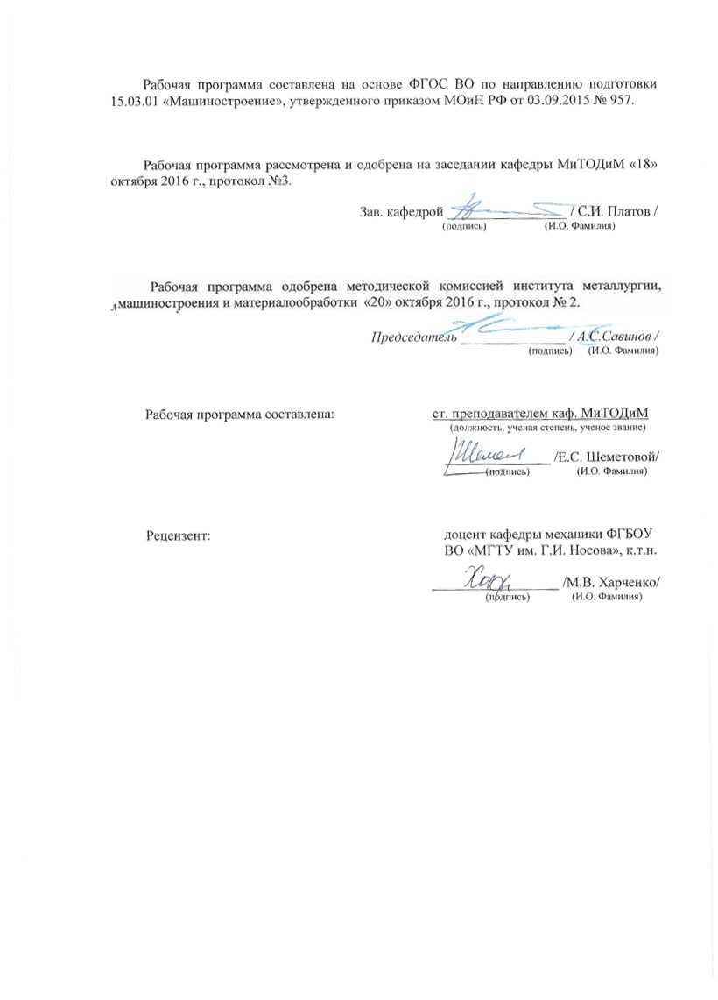 Рабочая программа составлена на основе ФГОС ВО по направлению подготовки
15.03.01 «Машиностроение», утвержденного приказом МОиН РФ от 03.09.2015 № 957.
Рабочая программа рассмотрена и одобрена на заседании кафедры МиТОДиМ «18»
октября 2016 г., протокол №3.
Зав. кафедрой ________________ / С.И. Платов /
(подпись) (И.О. Фамилия)
Рабочая программа одобрена методической комиссией института металлургии,
машиностроения и материалообработки «20» октября 2016 г., протокол № 2.
Председатель ________________ / А.С.Савинов /
(подпись) (И.О. Фамилия)
Рабочая программа составлена: ст. преподавателем каф. МиТОДиМ
(должность, ученая степень, ученое звание)
________________ /Е.С. Шеметовой/
(подпись) (И.О. Фамилия)
Рецензент: доцент кафедры механики ФГБОУ
ВО «МГТУ им. Г.И. Носова», к.т.н.
________________ /М.В. Харченко/
(подпись) (И.О. Фамилия)